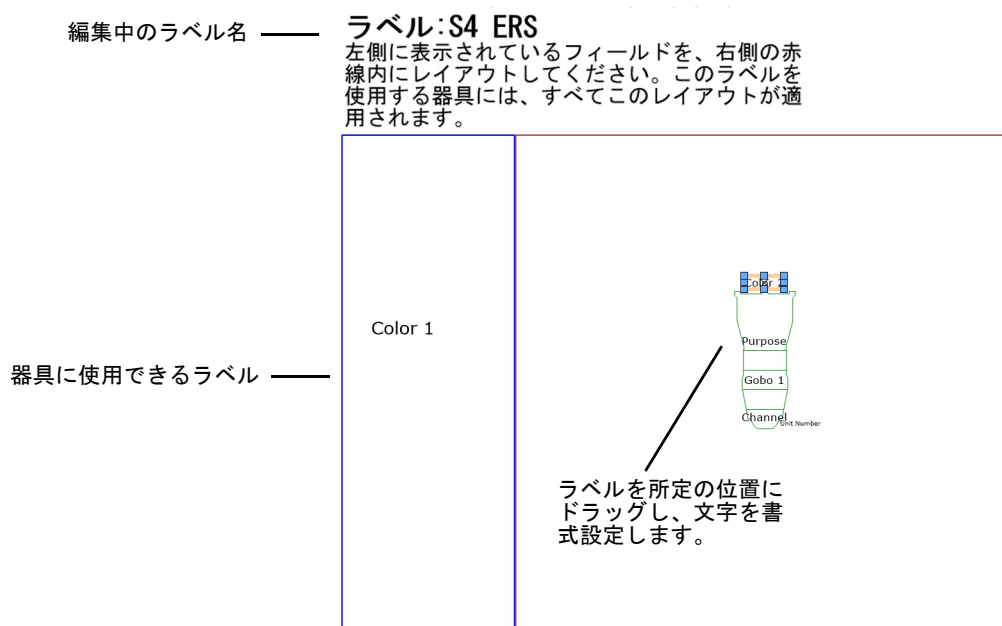 編集中のラベル名
ラベル:S4 ERS
左側に表示されているフィールドを、右側の赤
線内にレイアウトしてください。このラベルを
使用する器具には、すべてこのレイアウトが適
用されます。
Color 1
器具に使用できるラベル
Color 1
Purpose
Gobo 1
Channel
Unit Number
ラベルを所定の位置に
ドラッグし、文字を書
式設定します。